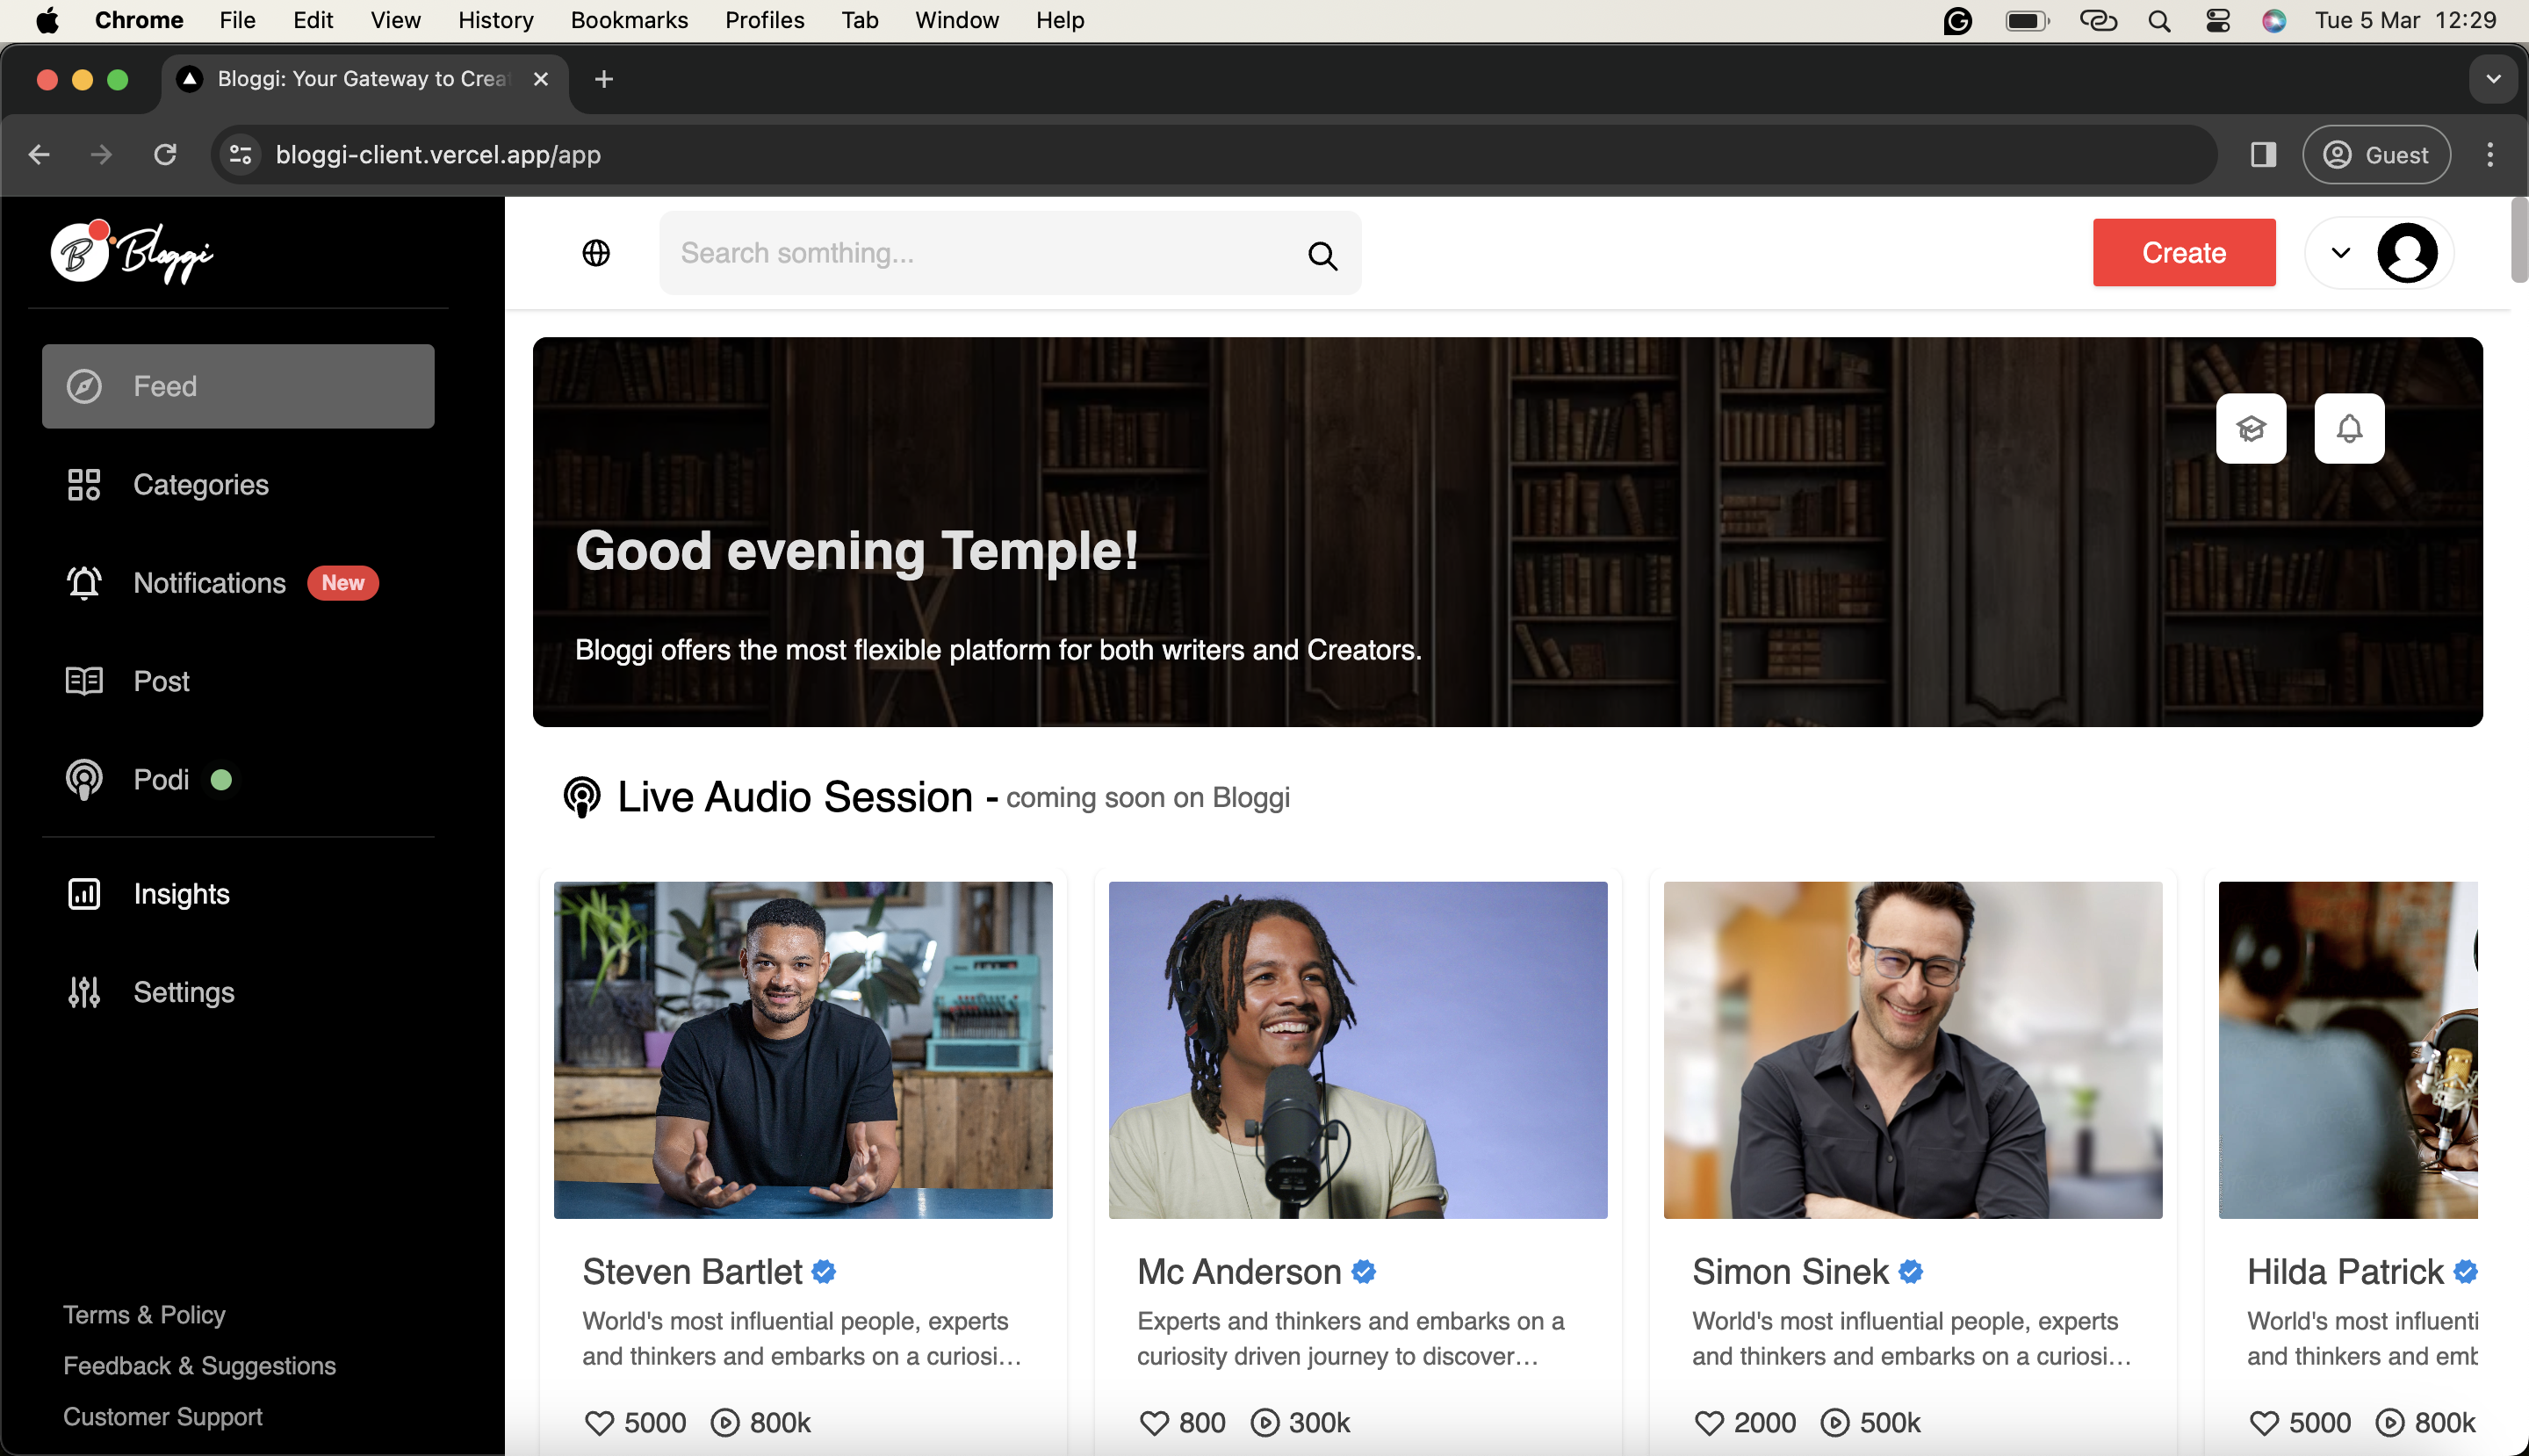 Chrome File Edit View History Bookmarks Profiles Tab Window Help Tue 5 Mar 12:29
Bloggi: Your Gateway to Crea
bloggi-client.vercel.app/app
Guest
B Bloggi
Search somthing...
Create
Feed
Categories
Notifications New
Post
Podi
Insights
Settings
Terms & Policy
Feedback & Suggestions
Customer Support
Good evening Temple!
Bloggi offers the most flexible platform for both writers and Creators.
Live Audio Session - coming soon on Bloggi
Steven Bartlet
World's most influential people, experts
and thinkers and embarks on a curiosi...
5000 800k
Mc Anderson
Experts and thinkers and embarks on a
curiosity driven journey to discover...
800 300k
Simon Sinek
World's most influential people, experts
and thinkers and embarks on a curiosi...
2000 500k
Hilda Patrick
World's most influenti
and thinkers and emb
5000 800k